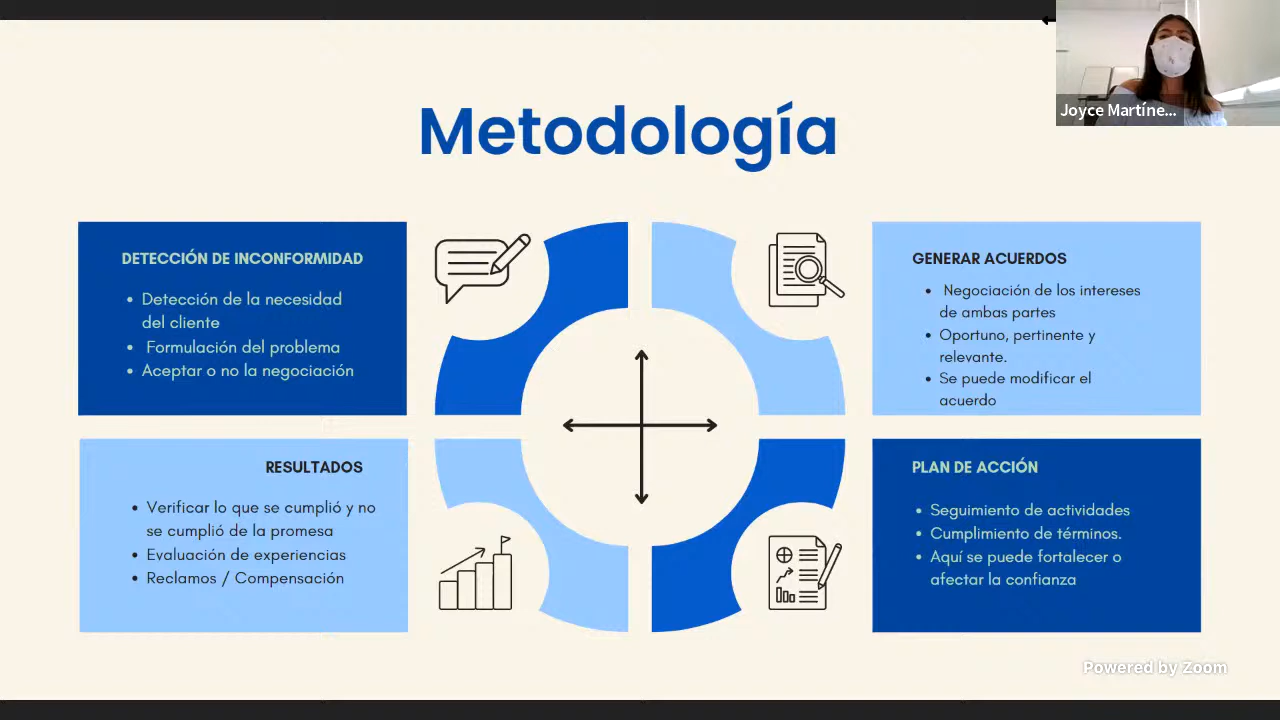 Joyce Martíne...
Metodología
DETECCIÓN DE INCONFORMIDAD
• Detección de la necesidad
del cliente
• Formulación del problema
• Aceptar o no la negociación
GENERAR ACUERDOS
• Negociación de los intereses
de ambas partes
• Oportuno, pertinente y
relevante.
• Se puede modificar el
acuerdo
RESULTADOS
• Verificar lo que se cumplió y no
se cumplió de la promesa
• Evaluación de experiencias
• Reclamos / Compensación
PLAN DE ACCIÓN
• Seguimiento de actividades
• Cumplimiento de términos.
• Aquí se puede fortalecer o
afectar la confianza
Powered by Zoom